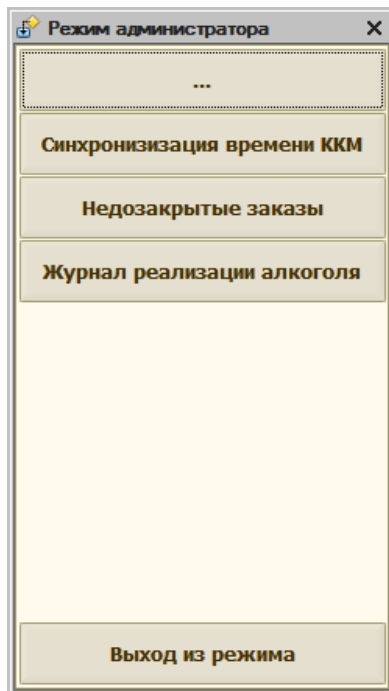 Режим администратора
...
Синхронизизация времени ККМ
Недозакрытые заказы
Журнал реализации алкоголя
Выход из режима